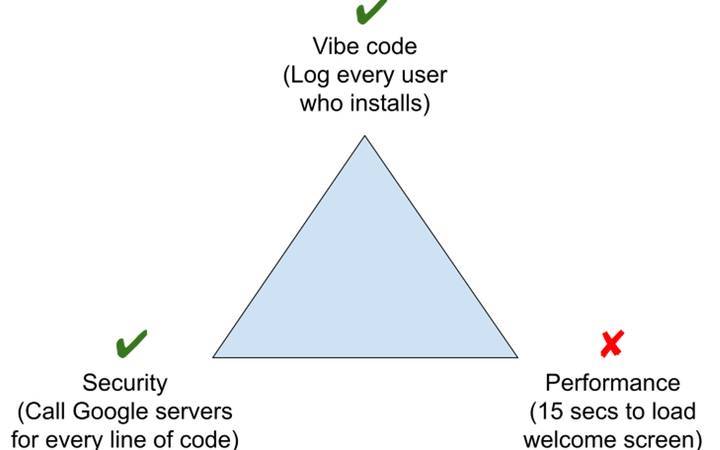 Vibe code
(Log every user
who installs)
Security
(Call Google servers
for every line of code)
Performance
(15 secs to load
welcome screen)